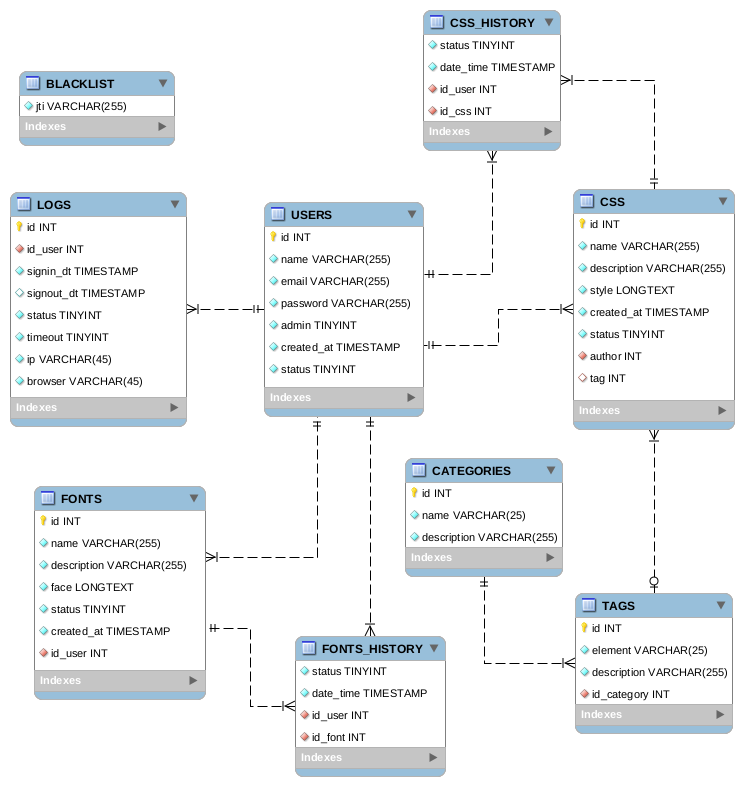 BLACKLIST
jti VARCHAR(255)
Indexes
CSS_HISTORY
status TINYINT
date_time TIMESTAMP
id_user INT
id_css INT
Indexes
LOGS
id INT
id_user INT
signin_dt TIMESTAMP
signout_dt TIMESTAMP
status TINYINT
timeout TINYINT
ip VARCHAR(45)
browser VARCHAR(45)
Indexes
USERS
id INT
name VARCHAR(255)
email VARCHAR(255)
password VARCHAR(255)
admin TINYINT
created_at TIMESTAMP
status TINYINT
Indexes
CSS
id INT
name VARCHAR(255)
description VARCHAR(255)
style LONGTEXT
created_at TIMESTAMP
status TINYINT
author INT
tag INT
Indexes
FONTS
id INT
name VARCHAR(255)
description VARCHAR(255)
face LONGTEXT
status TINYINT
created_at TIMESTAMP
id_user INT
Indexes
CATEGORIES
id INT
name VARCHAR(25)
description VARCHAR(255)
Indexes
FONTS_HISTORY
status TINYINT
date_time TIMESTAMP
id_user INT
id_font INT
Indexes
TAGS
id INT
element VARCHAR(25)
description VARCHAR(255)
id_category INT
Indexes